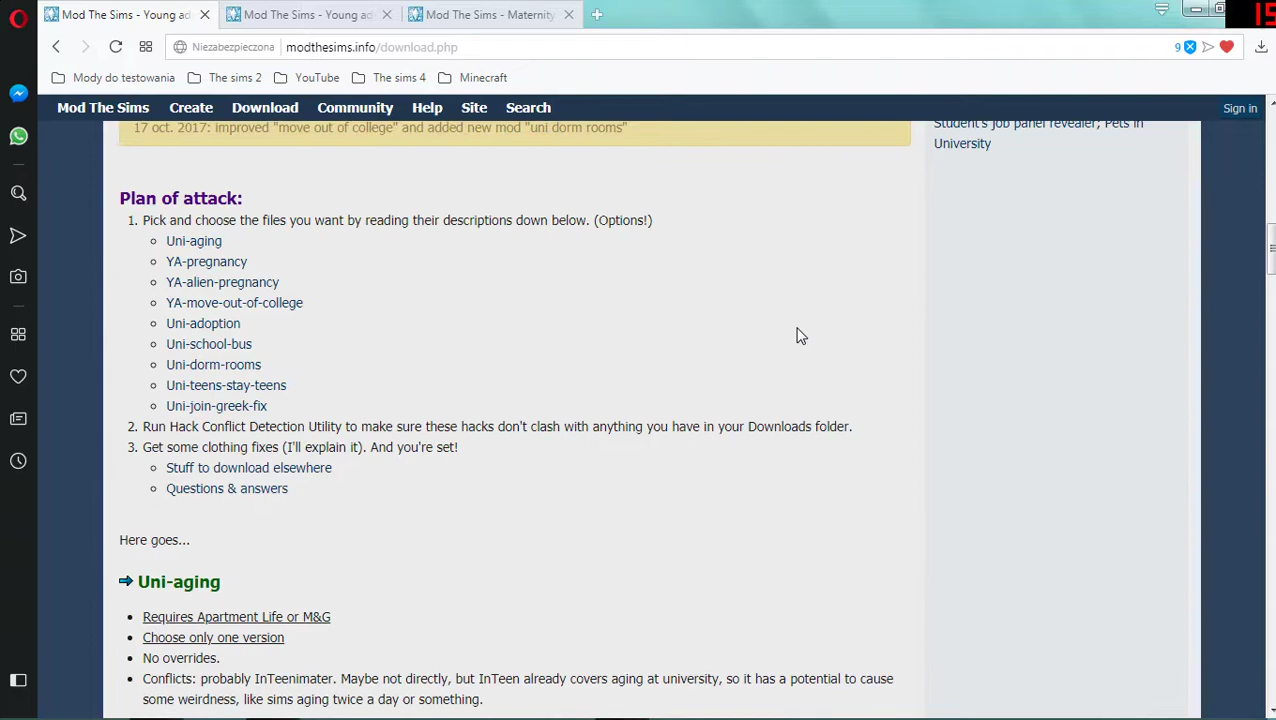 Mod The Sims - Young ad
Mod The Sims - Young ad
Mod The Sims - Maternity
Niezabezpieczona
modthesims.info/download.php
9
15
Mody do testowania
The sims 2
YouTube
The sims 4
Minecraft
Mod The Sims Create Download Community Help Site Search Sign in
17 oct. 2017: improved "move out of college" and added new mod "uni dorm rooms"
Student's job panel revealer; Pets in
University
Plan of attack:
1. Pick and choose the files you want by reading their descriptions down below. (Options!)
Uni-aging
YA-pregnancy
YA-alien-pregnancy
YA-move-out-of-college
Uni-adoption
Uni-school-bus
Uni-dorm-rooms
Uni-teens-stay-teens
Uni-join-greek-fix
2. Run Hack Conflict Detection Utility to make sure these hacks don't clash with anything you have in your Downloads folder.
3. Get some clothing fixes (I'll explain it). And you're set!
Stuff to download elsewhere
Questions & answers
Here goes...
Uni-aging
Requires Apartment Life or M&G
Choose only one version
No overrides.
Conflicts: probably InTeenimater. Maybe not directly, but InTeen already covers aging at university, so it has a potential to cause
some weirdness, like sims aging twice a day or something.